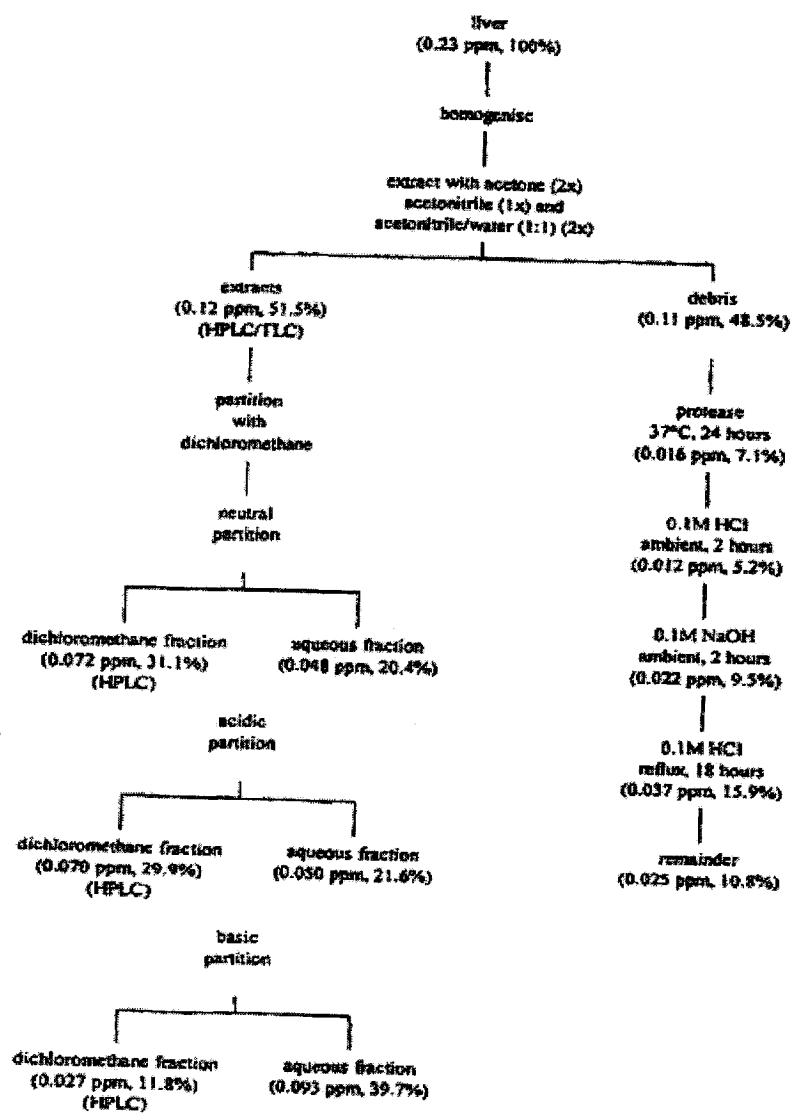 liver
(0.23 ppm, 100%)
homogenise
extract with acetone (2x)
acetonitrile (1x) and
acetonitrile/water (1:1) (2x)
extracts
(0.12 ppm, 51.5%)
(HPLC/TLC)
partition
with
dichloromethane
neutral
partition
dichloromethane fraction
(0.072 ppm, 31.1%)
(HPLC)
aqueous fraction
(0.048 ppm, 20.4%)
acidic
partition
dichloromethane fraction
(0.070 ppm, 29.9%)
(HPLC)
aqueous fraction
(0.050 ppm, 21.6%)
basic
partition
dichloromethane fraction
(0.027 ppm, 11.8%)
(HPLC)
aqueous fraction
(0.093 ppm, 39.7%)
debris
(0.11 ppm, 48.5%)
protease
37°C, 24 hours
(0.016 ppm, 7.1%)
0.1M HCl
ambient, 2 hours
(0.012 ppm, 5.2%)
0.1M NaOH
ambient, 2 hours
(0.022 ppm, 9.5%)
0.1M HCl
reflux, 18 hours
(0.037 ppm, 15.9%)
remainder
(0.025 ppm, 10.8%)